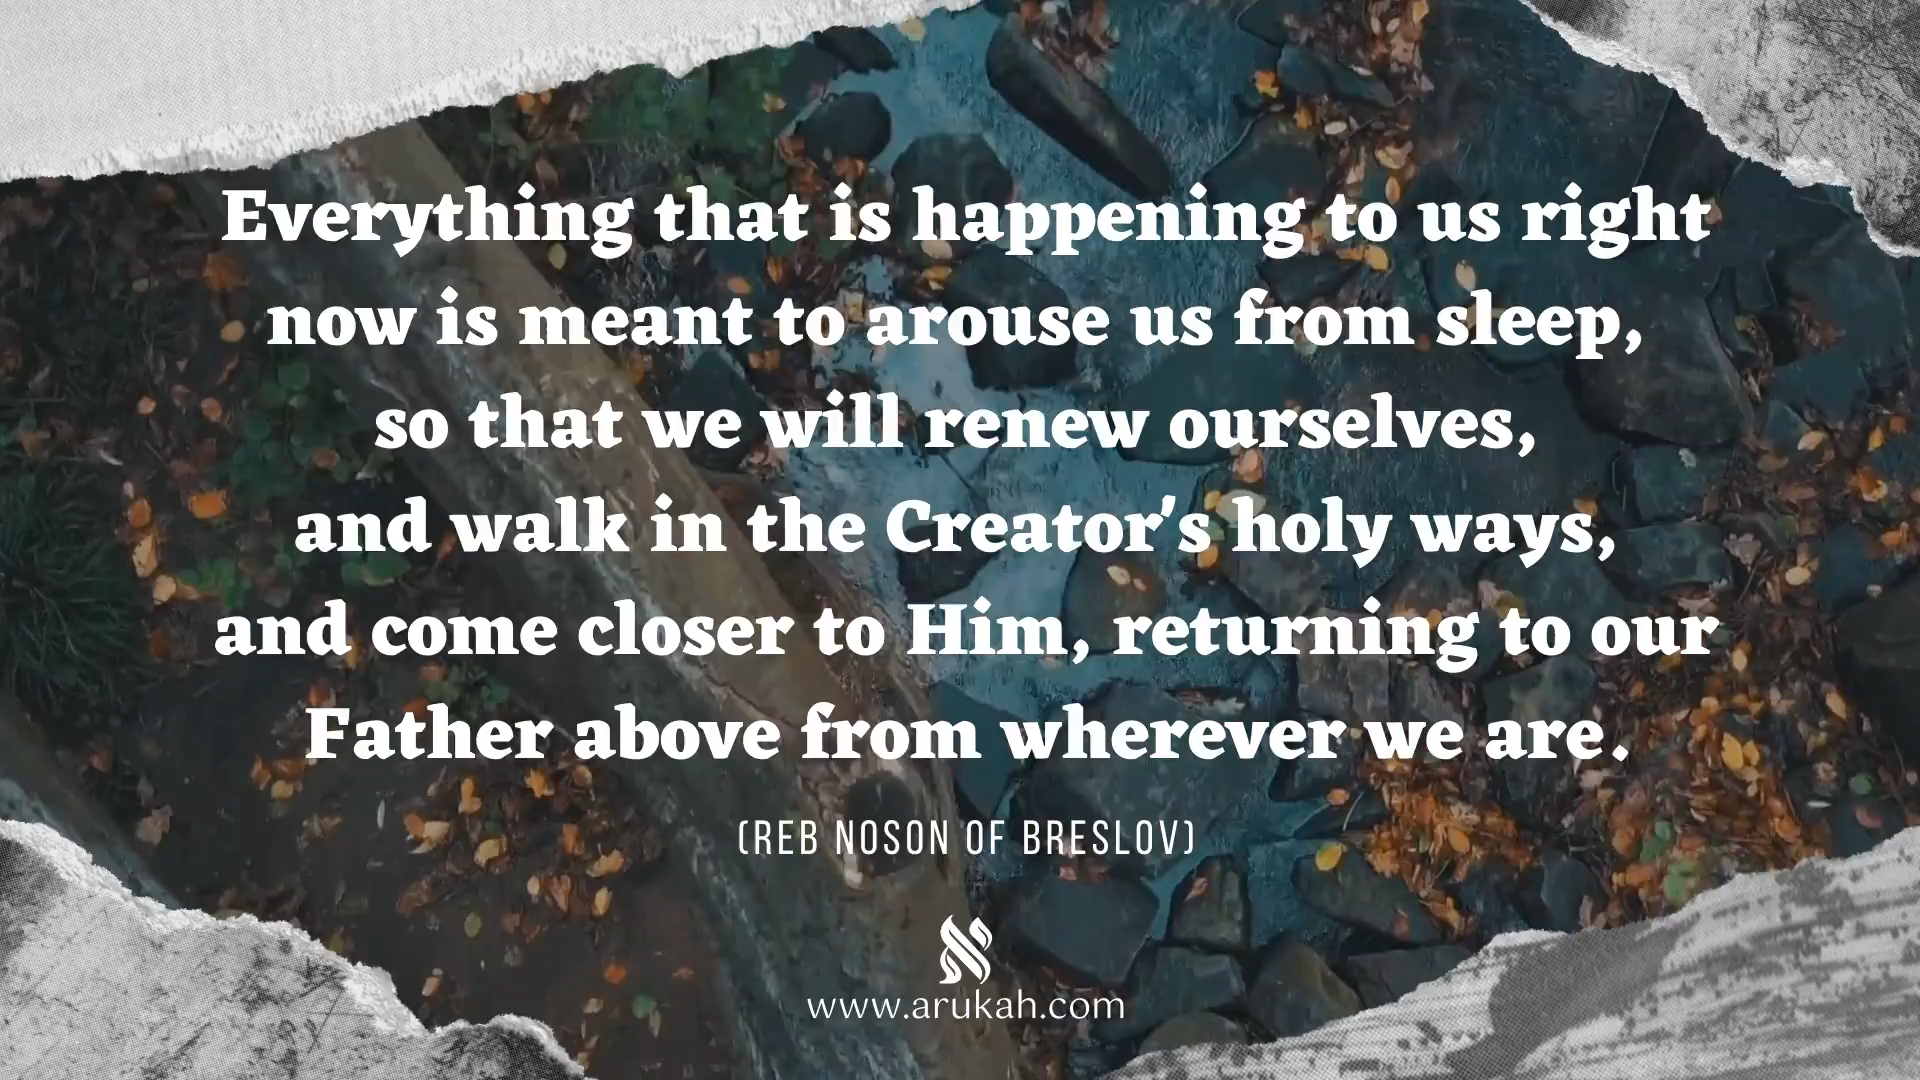 Everything that is happening to us right
now is meant to arouse us from sleep,
so that we will renew ourselves,
and walk in the Creator's holy ways,
and come closer to Him, returning to our
Father above from wherever we are.
(REB NOSON OF BRESLOV)
א
www.arukah.com